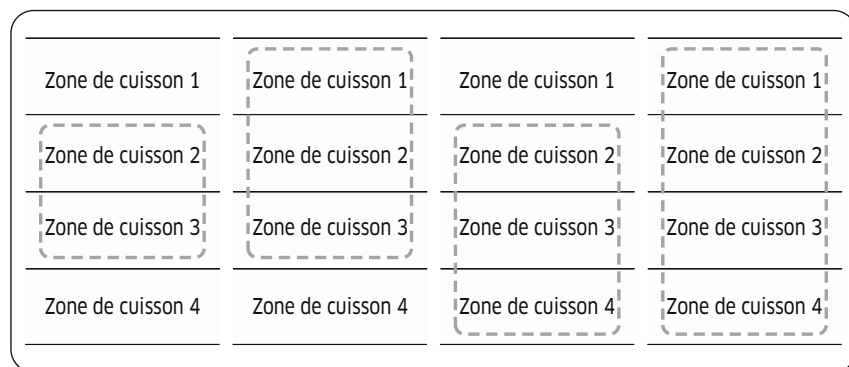 Zone de cuisson 1 Zone de cuisson 1 Zone de cuisson 1 Zone de cuisson 1
Zone de cuisson 2 Zone de cuisson 2 Zone de cuisson 2 Zone de cuisson 2
Zone de cuisson 3 Zone de cuisson 3 Zone de cuisson 3 Zone de cuisson 3
Zone de cuisson 4 Zone de cuisson 4 Zone de cuisson 4 Zone de cuisson 4